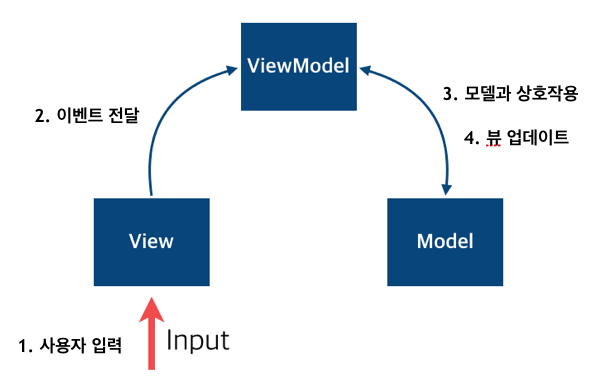 ViewModel
2. 이벤트 전달
3. 모델과 상호작용
4. 뷰 업데이트
View
Model
1. 사용자 입력
Input